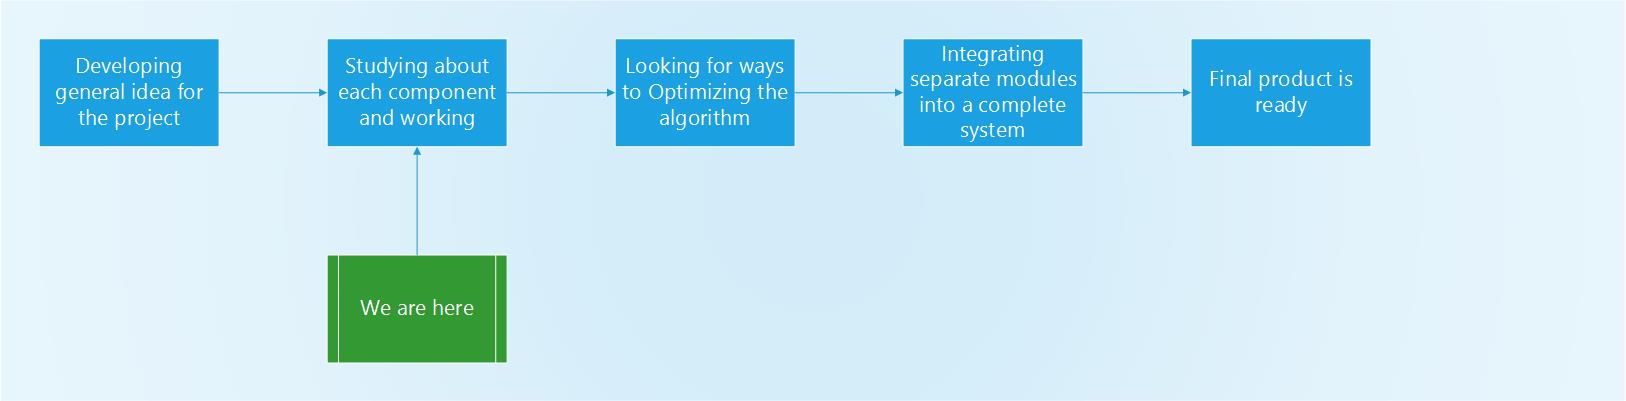 Developing
general idea for
the project
Studying about
each component
and working
Looking for ways
to Optimizing the
algorithm
Integrating
separate modules
into a complete
system
Final product is
ready
We are here